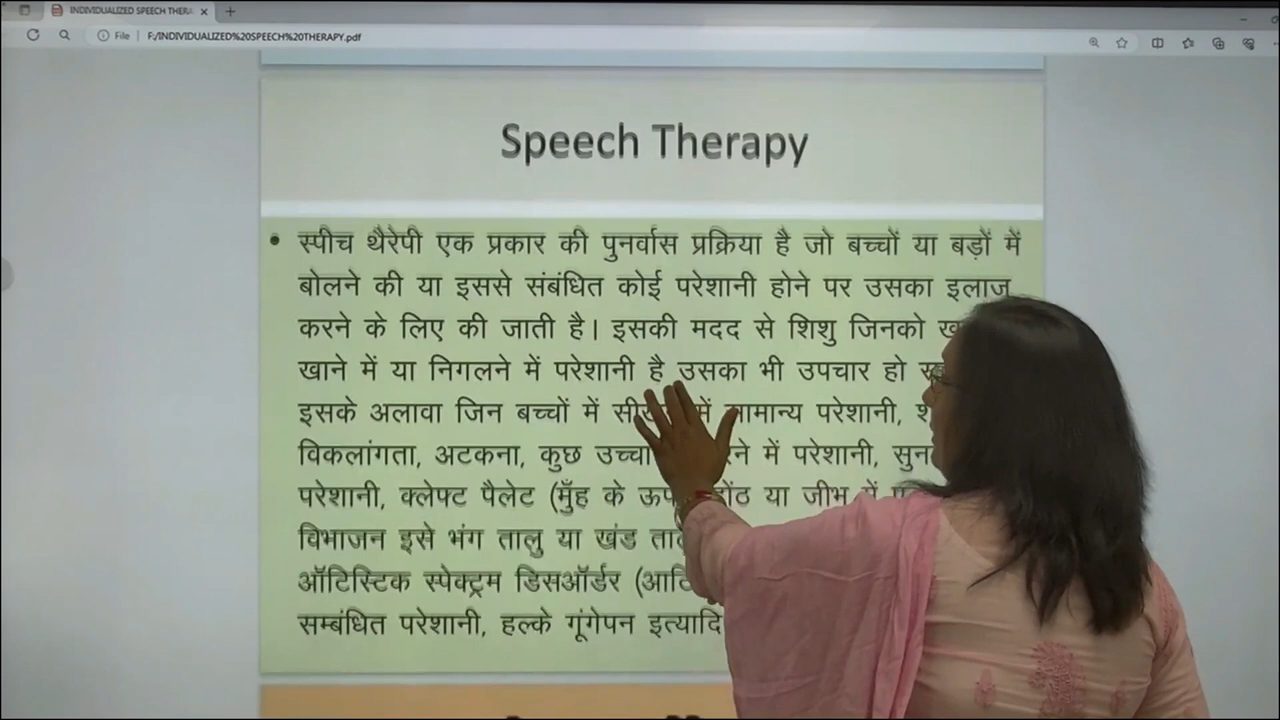 INDIVIDUALIZED SPEECH THERA
File
F:/INDIVIDUALIZED%20SPEECH%20THERAPY.pdf
Speech Therapy
• स्पीच थैरेपी एक प्रकार की पुनर्वास प्रक्रिया है जो बच्चों या बड़ों में
बोलने की या इससे संबंधित कोई परेशानी होने पर उसका इलाज
करने के लिए की जाती है। इसकी मदद से शिशु जिनको
खाने में या निगलने में परेशानी है उसका भी उपचार हो
इसके अलावा जिन बच्चों में में सामान्य परेशानी,
विकलांगता, अटकना, कुछ में परेशानी,
परेशानी, क्लेफ्ट पैलेट (मुँह के होंठ या जीभ में
विभाजन इसे भंग तालु या खंड
ऑटिस्टिक स्पेक्ट्रम डिसऑर्डर
सम्बंधित परेशानी, हल्के गूंगेपन इत्यादि